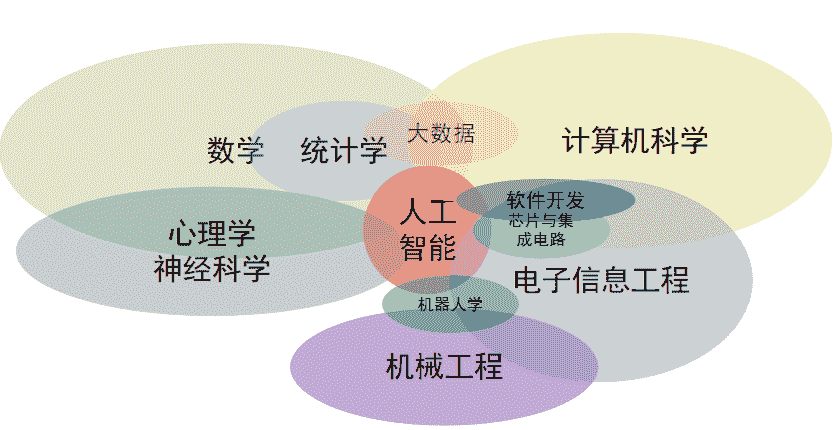 大数据
数学
统计学
计算机科学
人工
智能
软件开发
芯片与集
成电路
心理学
神经科学
电子信息工程
机器人学
机械工程